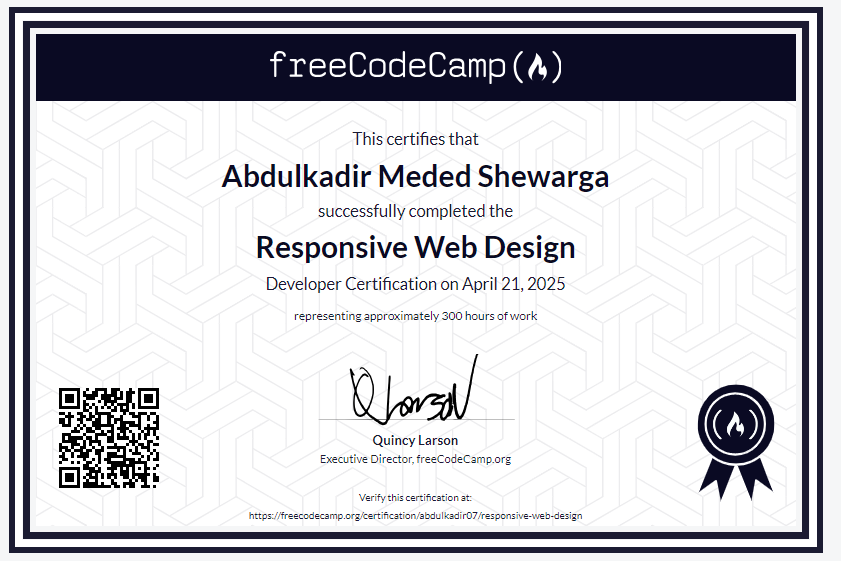 freeCodeCamp
This certifies that
Abdulkadir Meded Shewarga
successfully completed the
Responsive Web Design
Developer Certification on April 21, 2025
representing approximately 300 hours of work
Quincy Larson
Executive Director, freeCodeCamp.org
Verify this certification at:
https://freecodecamp.org/certification/abdulkadir07/responsive-web-design